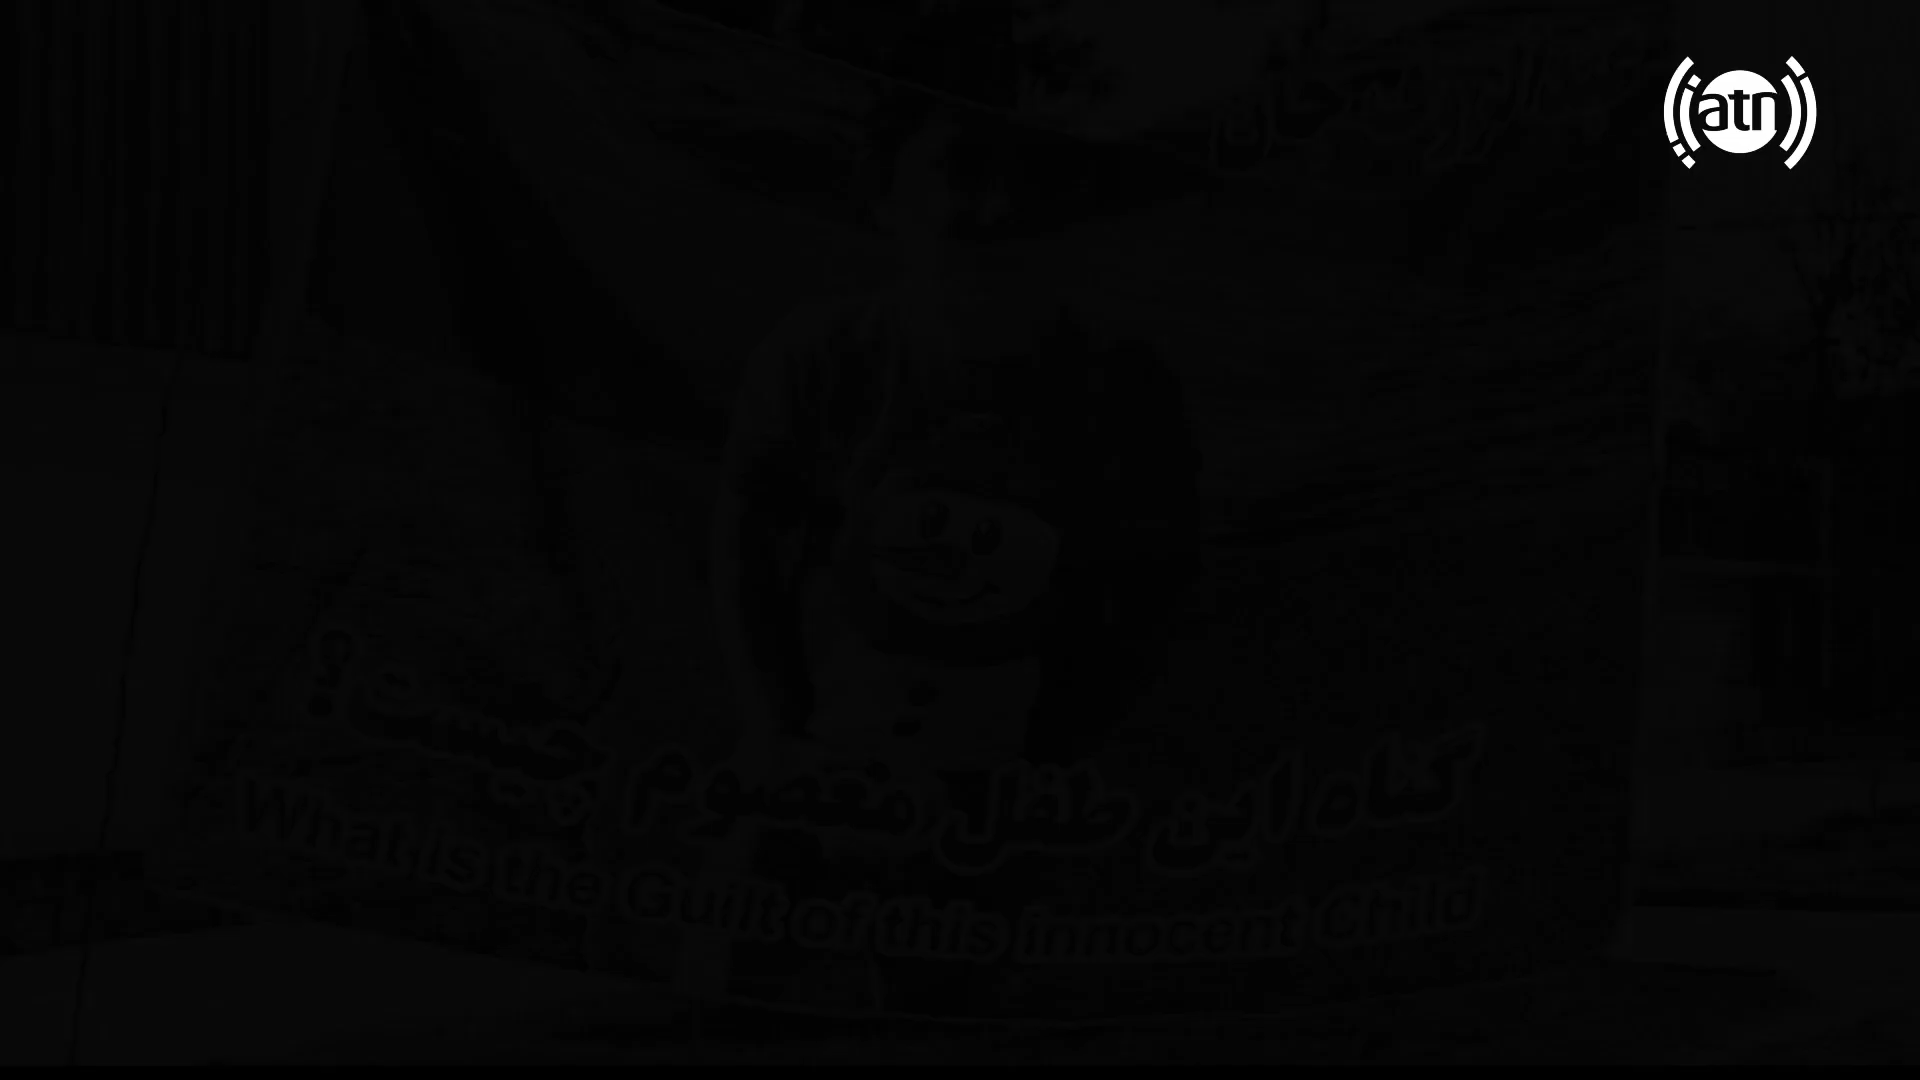 atn
گناه این طفل معصوم چیست؟
What is the Guilt of this innocent Child